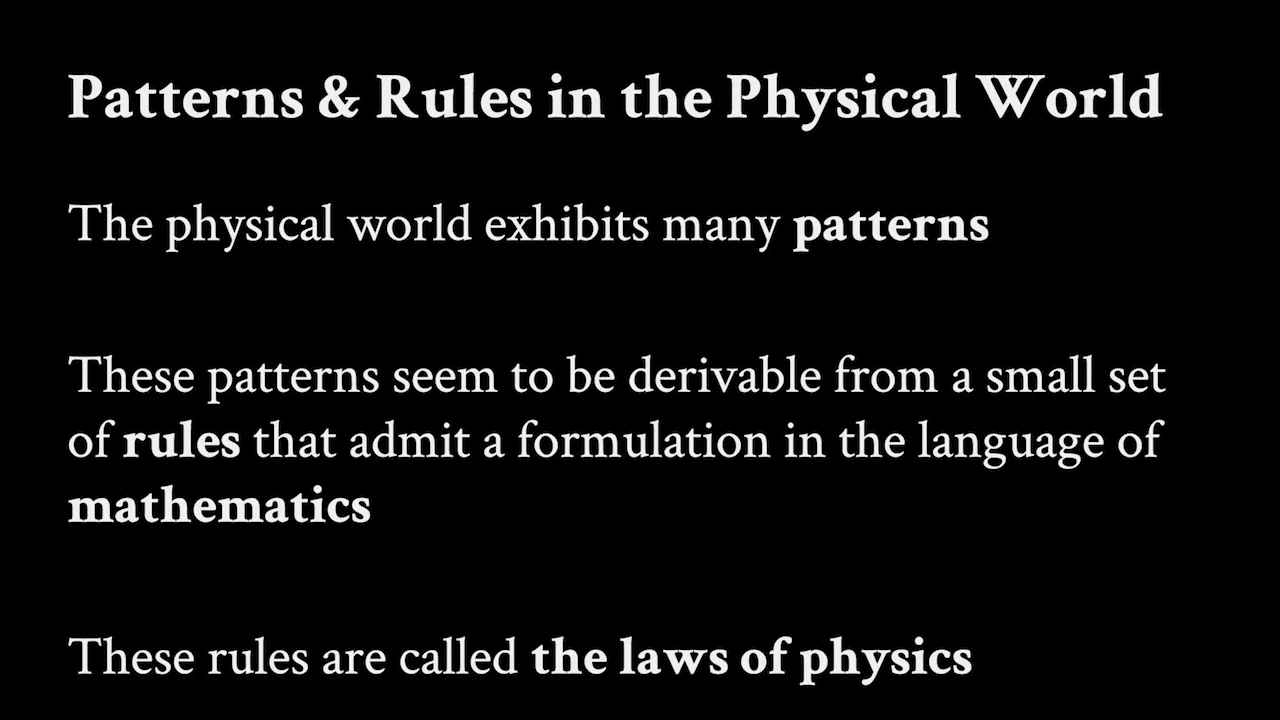 Patterns & Rules in the Physical World
The physical world exhibits many patterns
These patterns seem to be derivable from a small set
of rules that admit a formulation in the language of
mathematics
These rules are called the laws of physics